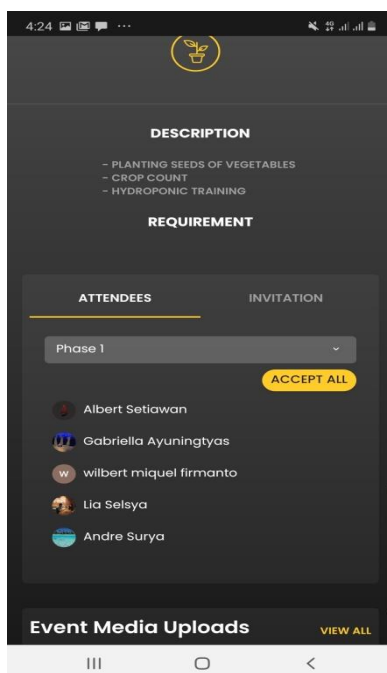 4:24
DESCRIPTION
- PLANTING SEEDS OF VEGETABLES
- CROP COUNT
- HYDROPONIC TRAINING
REQUIREMENT
ATTENDEES INVITATION
Phase 1
ACCEPT ALL
Albert Setiawan
Gabriella Ayuningtyas
w wilbert miquel firmanto
Lia Selsya
Andre Surya
Event Media Uploads VIEW ALL